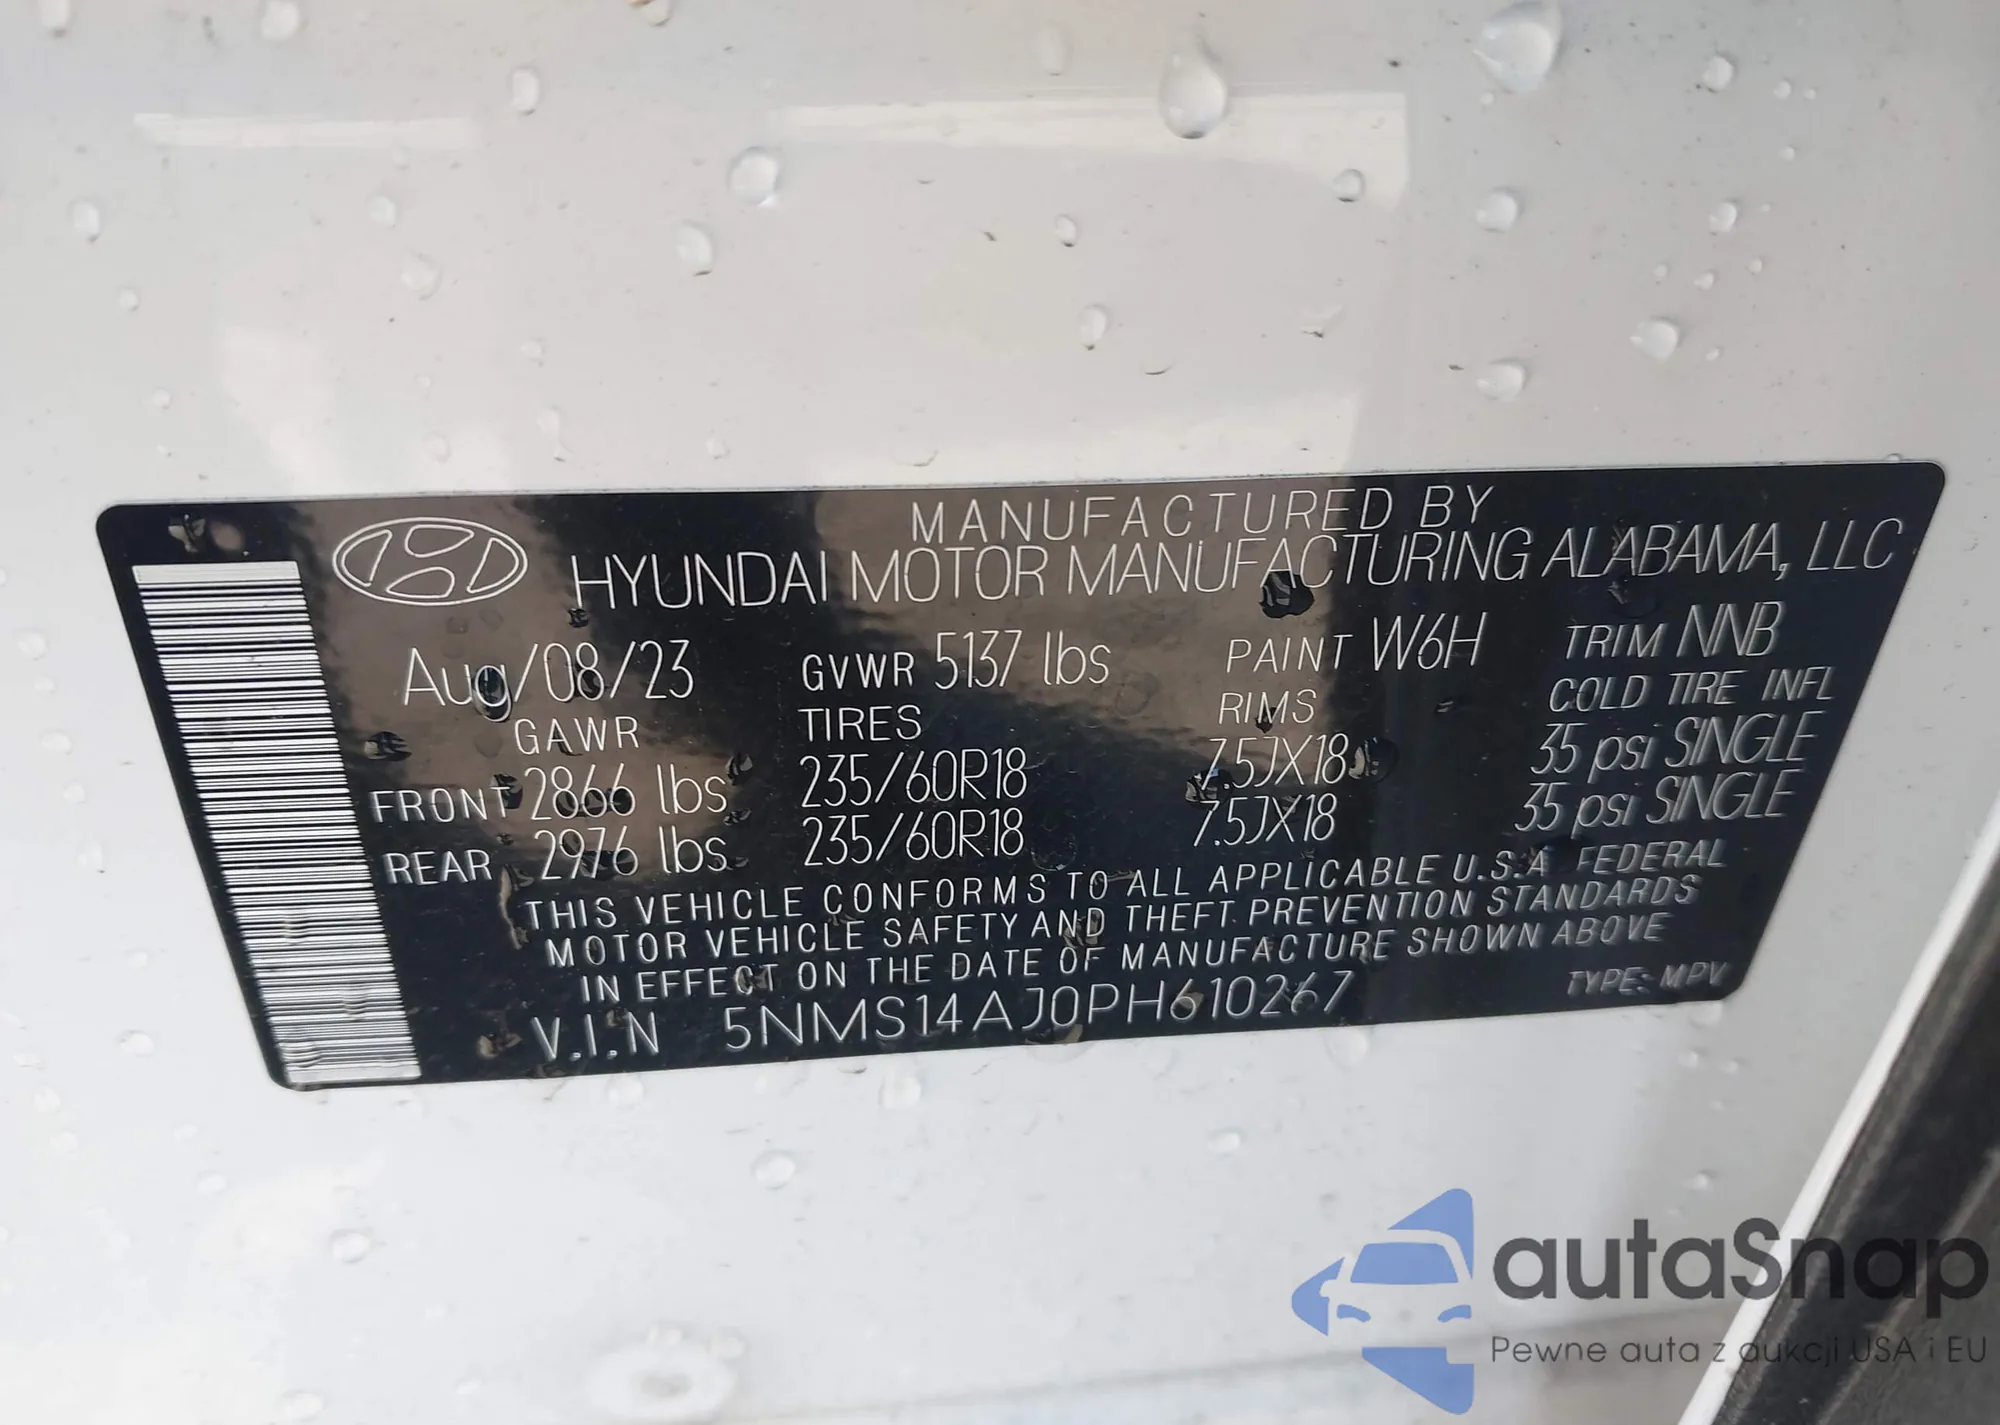 MANUFACTURED BY
HYUNDAI MOTOR MANUFACTURING ALABAMA, LLC
Aug/08/23 GVWR 5137 lbs PAINT W6H TRIM NNB
GAWR TIRES RIMS COLD TIRE INFL
FRONT 2866 lbs 235/60R18 7.5JX18 35 psi SINGLE
REAR 2976 lbs 235/60R18 7.5JX18 35 psi SINGLE
THIS VEHICLE CONFORMS TO ALL APPLICABLE U.S.A FEDERAL
MOTOR VEHICLE SAFETY AND THEFT PREVENTION STANDARDS
IN EFFECT ON THE DATE OF MANUFACTURE SHOWN ABOVE
V.I.N 5NMS14AJ0PH610267 TYPE: MPV
autaSnap
Pewne auta z aukcji USA i EU